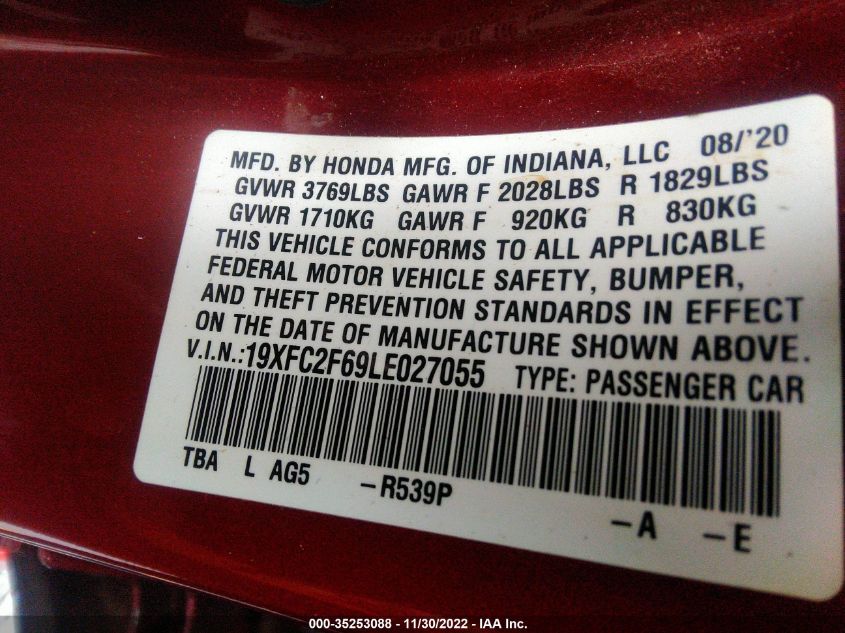 MFD. BY HONDA MFG. OF INDIANA, LLC 08/'20
GVWR 3769LBS GAWR F 2028LBS R 1829LBS
GVWR 1710KG GAWR F 920KG R 830KG
THIS VEHICLE CONFORMS TO ALL APPLICABLE
FEDERAL MOTOR VEHICLE SAFETY, BUMPER,
AND THEFT PREVENTION STANDARDS IN EFFECT
ON THE DATE OF MANUFACTURE SHOWN ABOVE.
V.I.N.:19XFC2F69LE027055 TYPE: PASSENGER CAR
TBA L AG5 –R539P –A –E
000-35253088 - 11/30/2022 - IAA Inc.